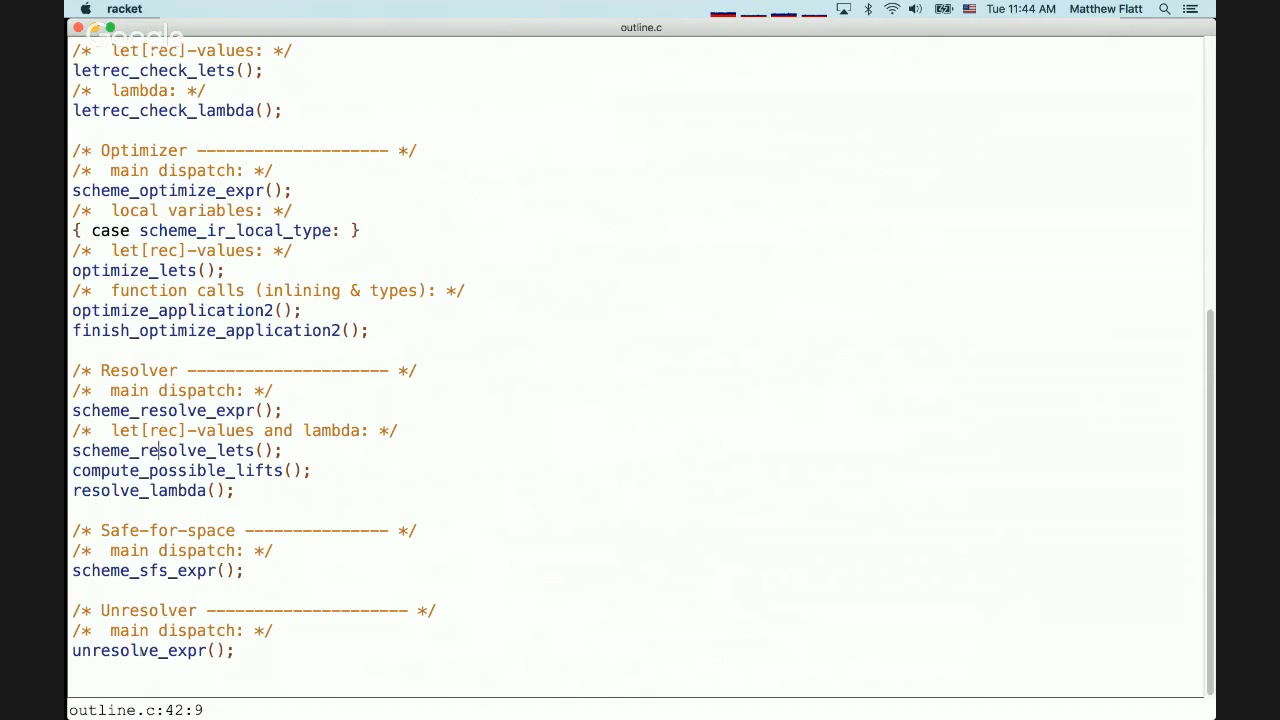 racket
Tue 11:44 AM Matthew Flatt
Google
outline.c
/*  let[rec]-values: */
letrec_check_lets();
/*  lambda: */
letrec_check_lambda();
/* Optimizer -------------------- */
/*  main dispatch: */
scheme_optimize_expr();
/*  local variables: */
{ case scheme_ir_local_type: }
/*  let[rec]-values: */
optimize_lets();
/*  function calls (inlining & types): */
optimize_application2();
finish_optimize_application2();
/* Resolver --------------------- */
/*  main dispatch: */
scheme_resolve_expr();
/*  let[rec]-values and lambda: */
scheme_resolve_lets();
compute_possible_lifts();
resolve_lambda();
/* Safe-for-space --------------- */
/*  main dispatch: */
scheme_sfs_expr();
/* Unresolver --------------------- */
/*  main dispatch: */
unresolve_expr();
outline.c:42:9